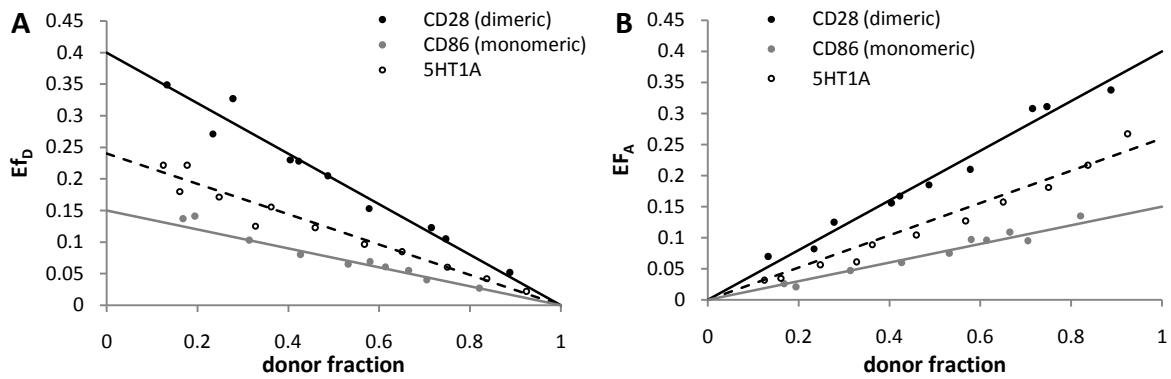 A
0.45
0.4
0.35
0.3
0.25
0.2
0.15
0.1
0.05
0
Ef_D
0 0.2 0.4 0.6 0.8 1
donor fraction
CD28 (dimeric)
CD86 (monomeric)
5HT1A
B
0.45
0.4
0.35
0.3
0.25
0.2
0.15
0.1
0.05
0
EF_A
0 0.2 0.4 0.6 0.8 1
donor fraction
CD28 (dimeric)
CD86 (monomeric)
5HT1A